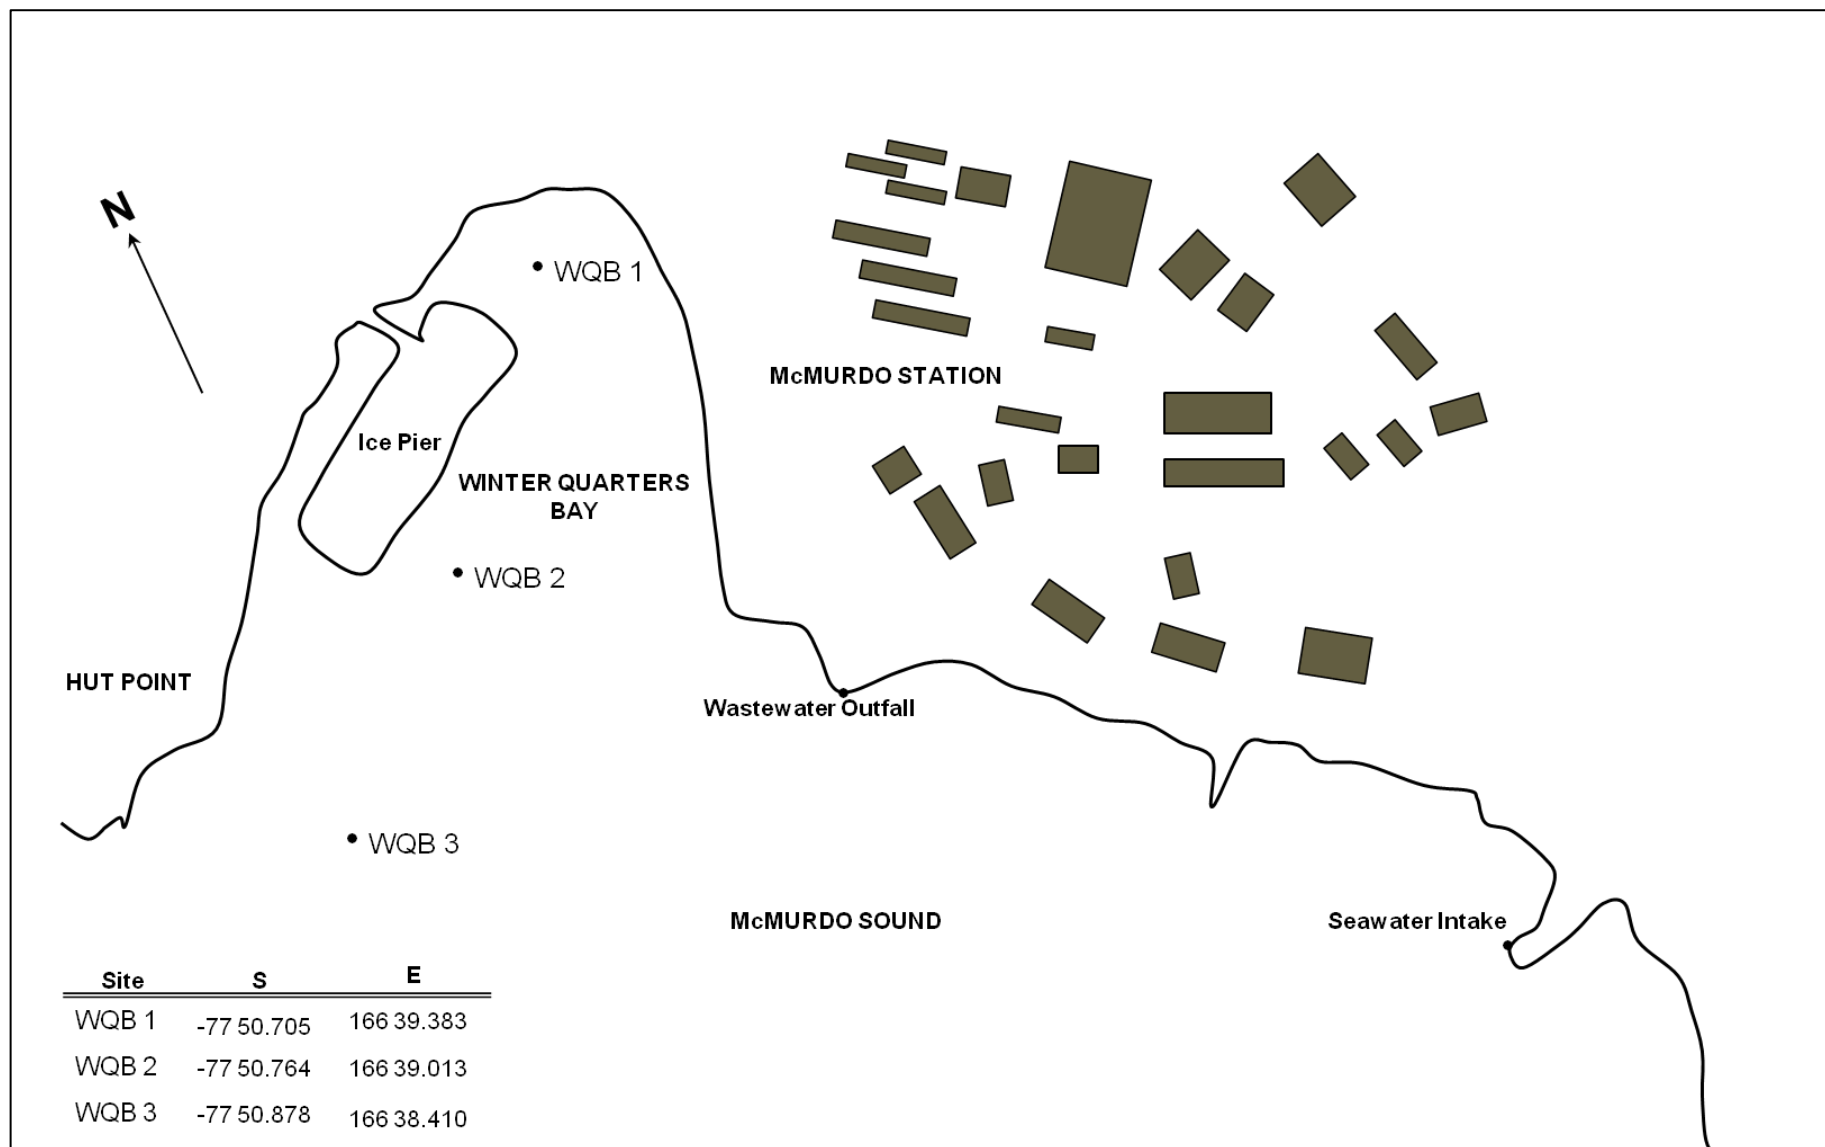 N
WQB 1
McMURDO STATION
Ice Pier
WINTER QUARTERS
BAY
WQB 2
HUT POINT
Wastewater Outfall
WQB 3
McMURDO SOUND
Seawater Intake
Site S E
WQB 1 -77 50.705 166 39.383
WQB 2 -77 50.764 166 39.013
WQB 3 -77 50.878 166 38.410